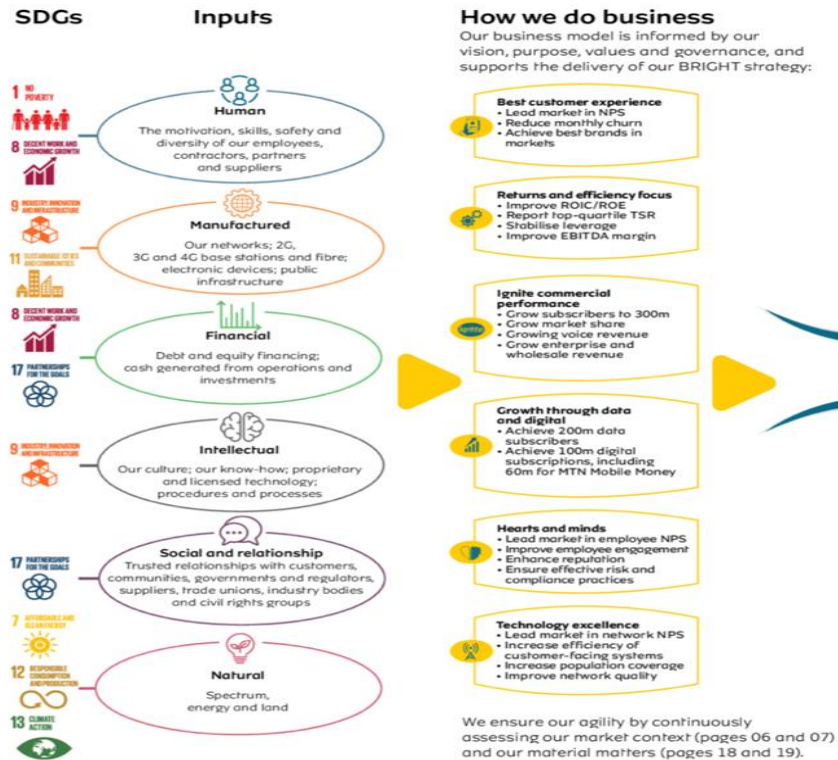 SDGs
Inputs
How we do business
Our business model is informed by our
vision, purpose, values and governance, and
supports the delivery of our BRIGHT strategy:
1 NO
POVERTY
8 DECENT WORK AND
ECONOMIC GROWTH
Human
The motivation, skills, safety and
diversity of our employees,
contractors, partners
and suppliers
9 INDUSTRY, INNOVATION
AND INFRASTRUCTURE
11 SUSTAINABLE CITIES
AND COMMUNITIES
Manufactured
Our networks; 2G,
3G and 4G base stations and fibre;
electronic devices; public
infrastructure
8 DECENT WORK AND
ECONOMIC GROWTH
17 PARTNERSHIPS
FOR THE GOALS
Financial
Debt and equity financing;
cash generated from operations and
investments
9 INDUSTRY, INNOVATION
AND INFRASTRUCTURE
Intellectual
Our culture; our know-how; proprietary
and licensed technology;
procedures and processes
17 PARTNERSHIPS
FOR THE GOALS
Social and relationship
Trusted relationships with customers,
communities, governments and regulators,
suppliers, trade unions, industry bodies
and civil rights groups
7 AFFORDABLE AND
CLEAN ENERGY
12 RESPONSIBLE
CONSUMPTION
AND PRODUCTION
13 CLIMATE
ACTION
Natural
Spectrum,
energy and land
Best customer experience
• Lead market in NPS
• Reduce monthly churn
• Achieve best brands in
markets
Returns and efficiency focus
• Improve ROIC/ROE
• Report top-quartile TSR
• Stabilise leverage
• Improve EBITDA margin
Ignite commercial
performance
• Grow subscribers to 300m
• Grow market share
• Growing voice revenue
• Grow enterprise and
wholesale revenue
ignite
Growth through data
and digital
• Achieve 200m data
subscribers
• Achieve 100m digital
subscriptions, including
60m for MTN Mobile Money
Hearts and minds
• Lead market in employee NPS
• Improve employee engagement
• Enhance reputation
• Ensure effective risk and
compliance practices
Technology excellence
• Lead market in network NPS
• Increase efficiency of
customer-facing systems
• Increase population coverage
• Improve network quality
We ensure our agility by continuously
assessing our market context (pages 06 and 07)
and our material matters (pages 18 and 19).